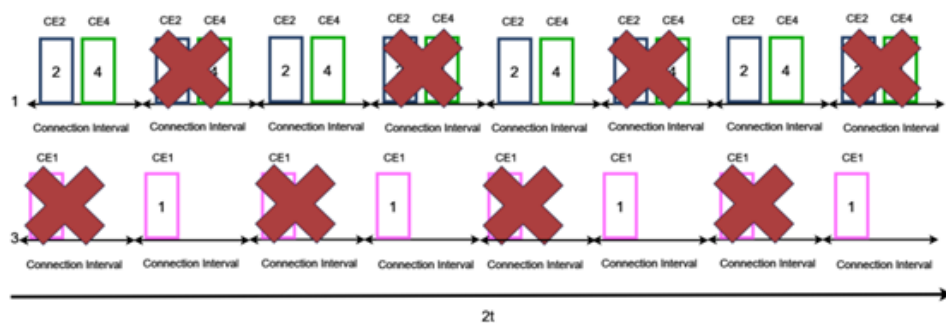 CE2 CE4 CE2 CE4 CE2 CE4 CE2 CE4 CE2 CE4 CE2 CE4 CE2 CE4 CE2 CE4
2 4 2 4 2 4 2 4
1
Connection Interval Connection Interval Connection Interval Connection Interval Connection Interval Connection Interval Connection Interval Connection Interval
CE1 CE1 CE1 CE1 CE1 CE1 CE1 CE1
1 1 1 1
3
Connection Interval Connection Interval Connection Interval Connection Interval Connection Interval Connection Interval Connection Interval Connection Interval
2t